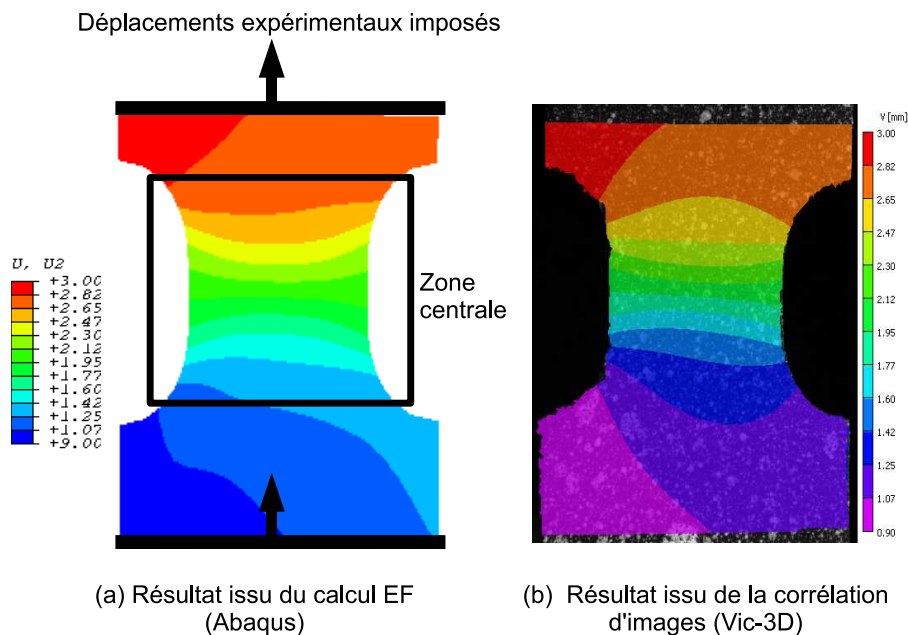 Déplacements expérimentaux imposés
Zone
centrale
U, U2
+3.00
+2.82
+2.65
+2.47
+2.30
+2.12
+1.95
+1.77
+1.60
+1.42
+1.25
+1.07
+9.00
V [mm]
3.00
2.82
2.65
2.47
2.30
2.12
1.95
1.77
1.60
1.42
1.25
1.07
0.90
(a) Résultat issu du calcul EF
(Abaqus)
(b) Résultat issu de la corrélation
d'images (Vic-3D)